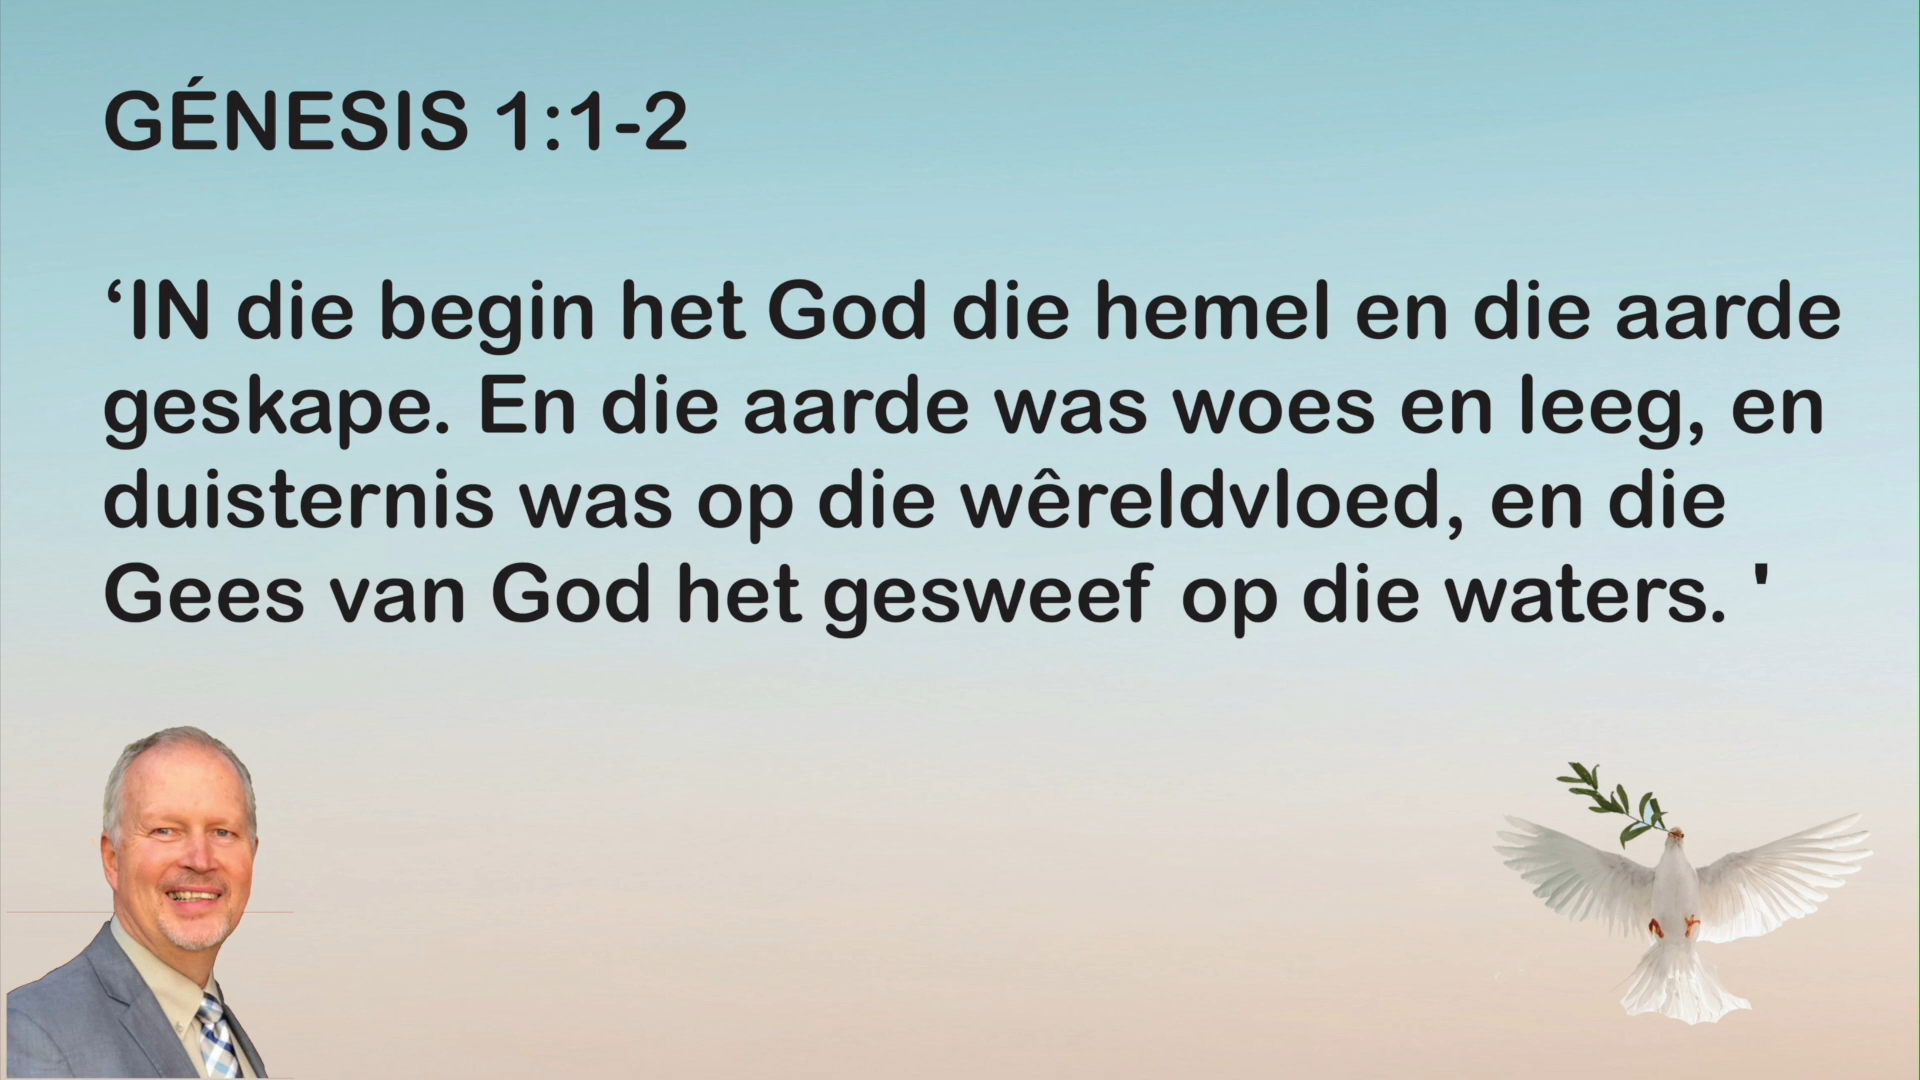 GÉNESIS 1:1-2
‘IN die begin het God die hemel en die aarde
geskape. En die aarde was woes en leeg, en
duisternis was op die wêreldvloed, en die
Gees van God het gesweef op die waters. '